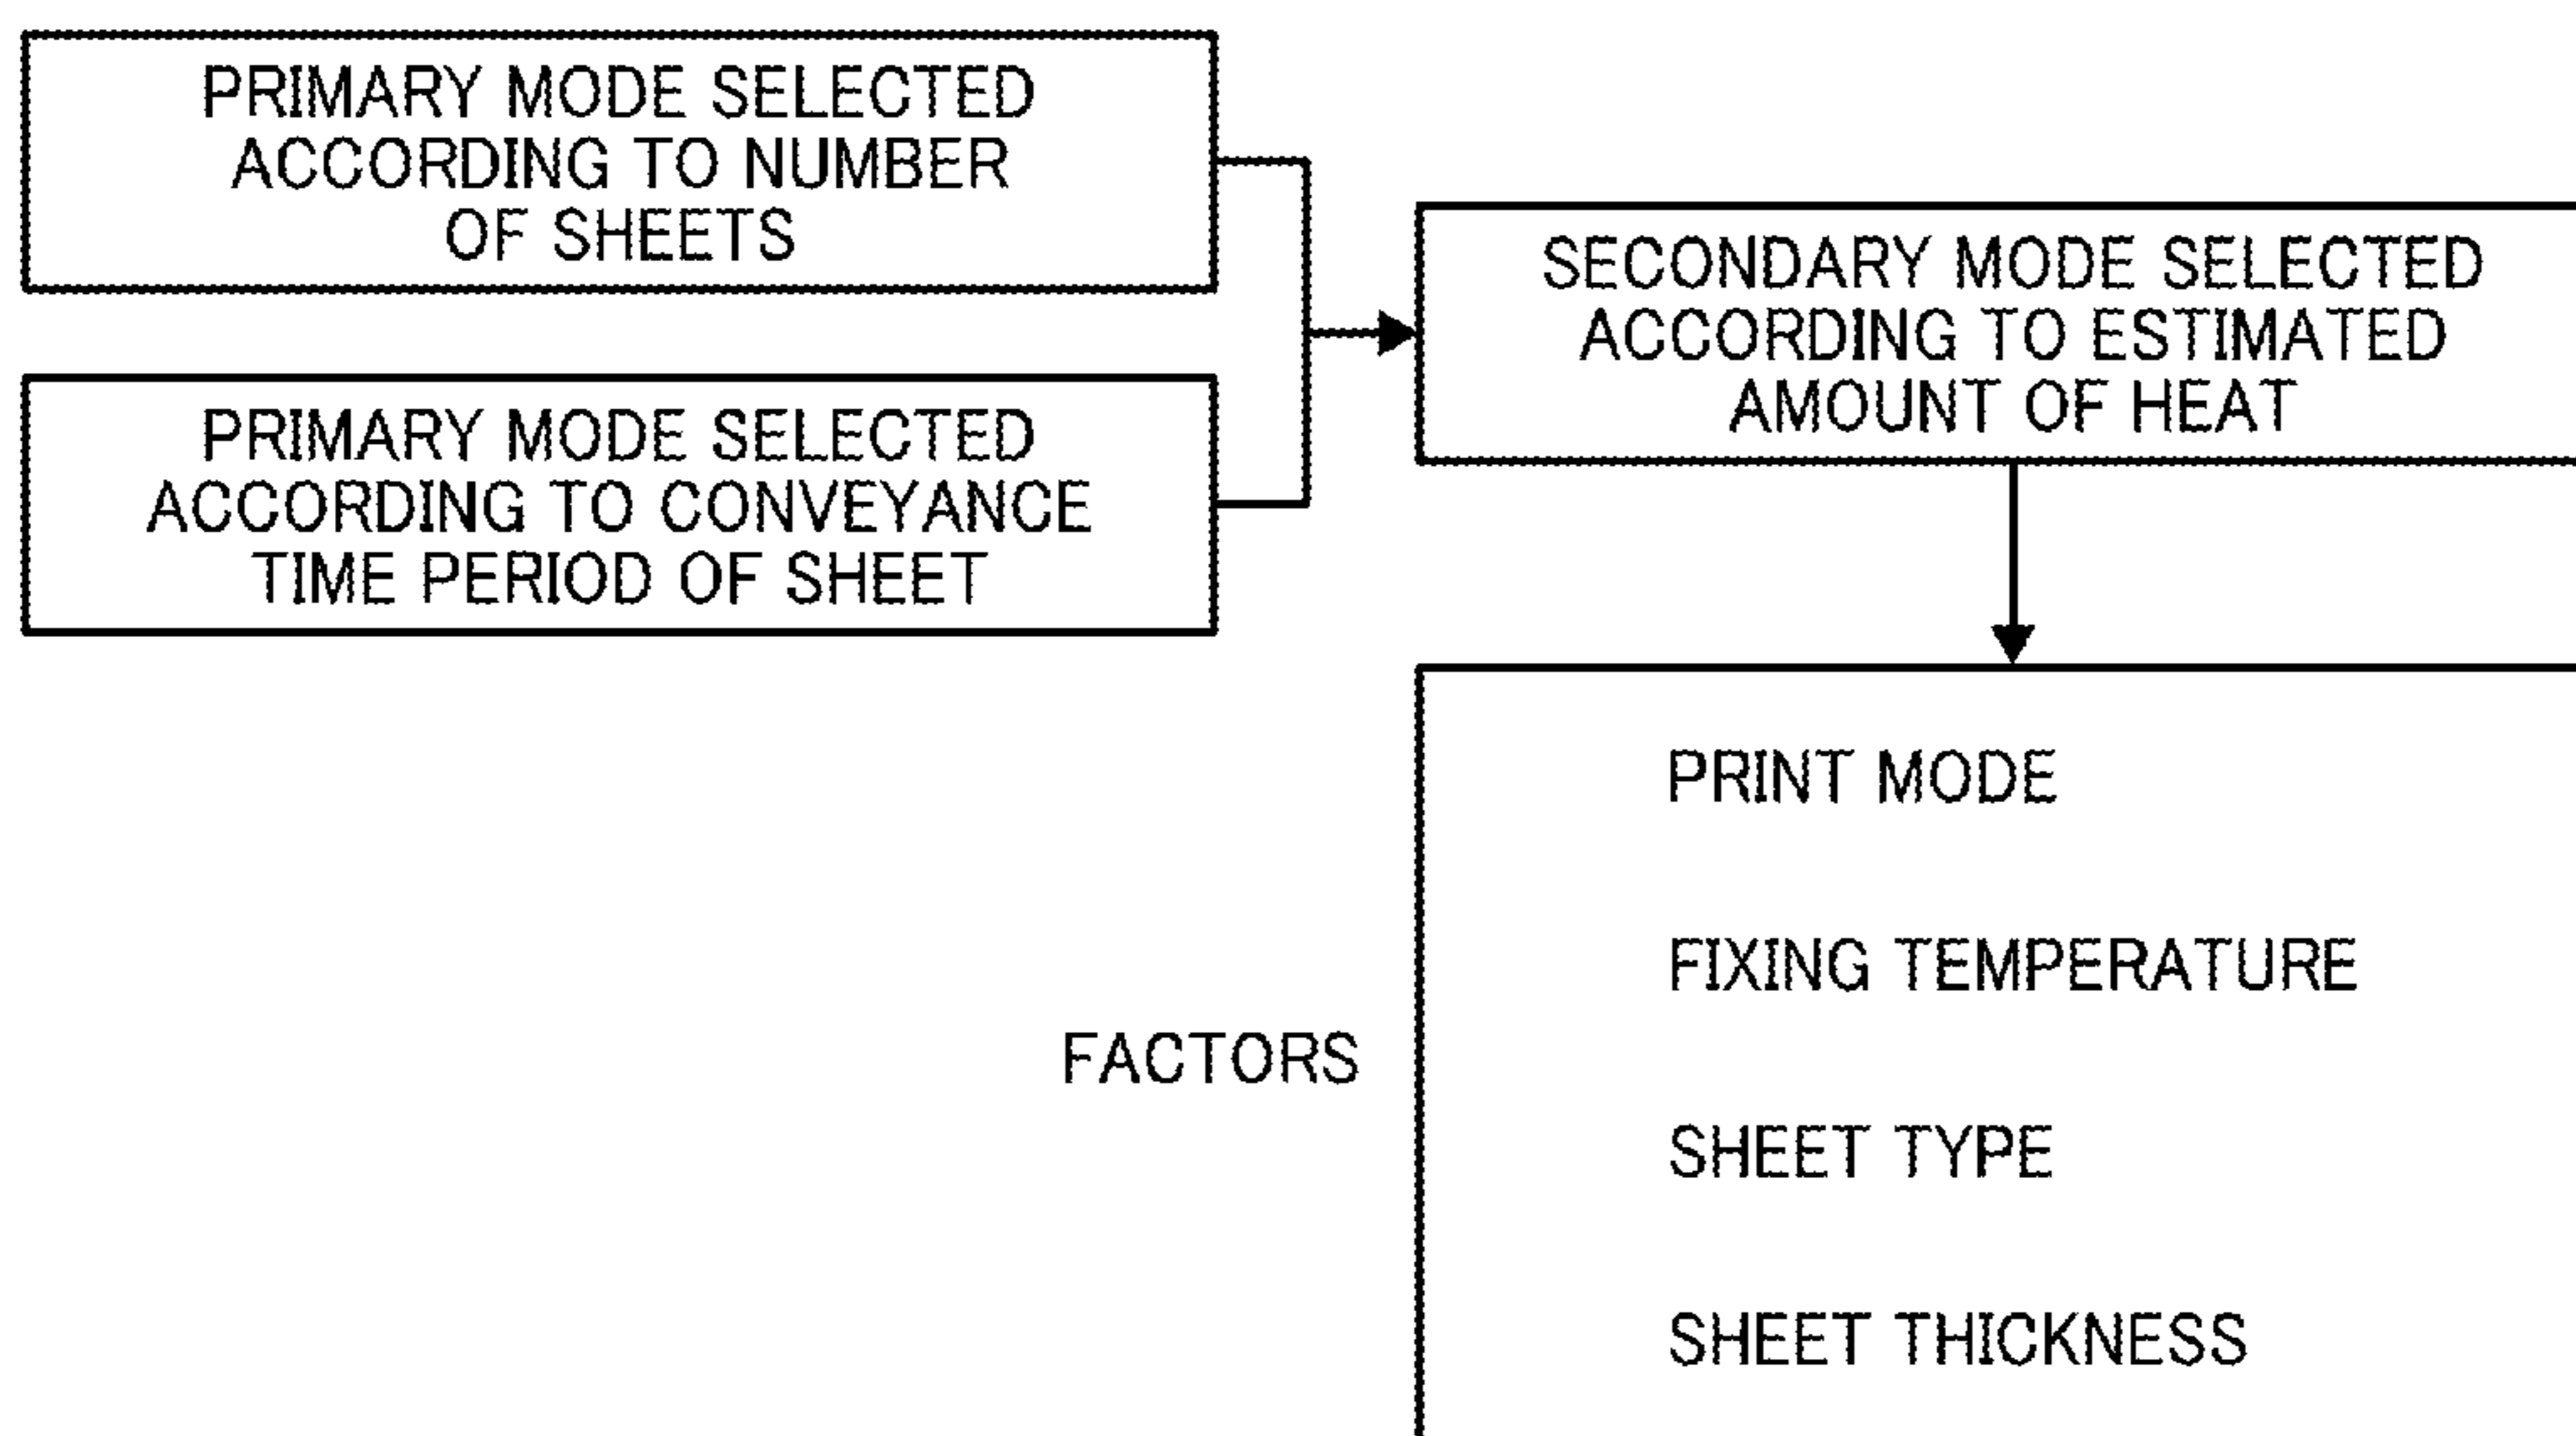 PRIMARY MODE SELECTED
ACCORDING TO NUMBER
OF SHEETS
PRIMARY MODE SELECTED
ACCORDING TO CONVEYANCE
TIME PERIOD OF SHEET
SECONDARY MODE SELECTED
ACCORDING TO ESTIMATED
AMOUNT OF HEAT
FACTORS
PRINT MODE
FIXING TEMPERATURE
SHEET TYPE
SHEET THICKNESS